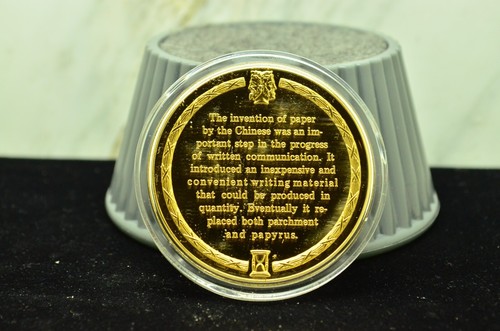 The invention of paper
by the Chinese was an im-
portant step in the progress
of written communication. It
introduced an inexpensive and
convenient writing material
that could be produced in
quantity. Eventually it re-
placed both parchment
and papyrus.